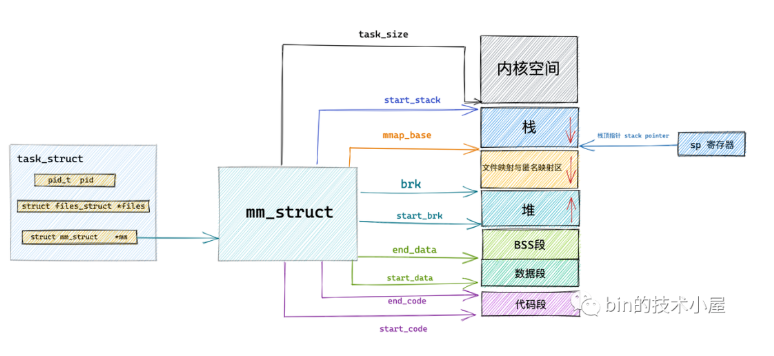 task_size
内核空间
start_stack
栈
栈顶指针 stack pointer
sp 寄存器
mmap_base
文件映射与匿名映射区
task_struct
pid_t pid
struct files_struct *files
struct mm_struct *mm
mm_struct
brk
start_brk
堆
end_data
BSS段
start_data
数据段
end_code
代码段
start_code
bin的技术小屋